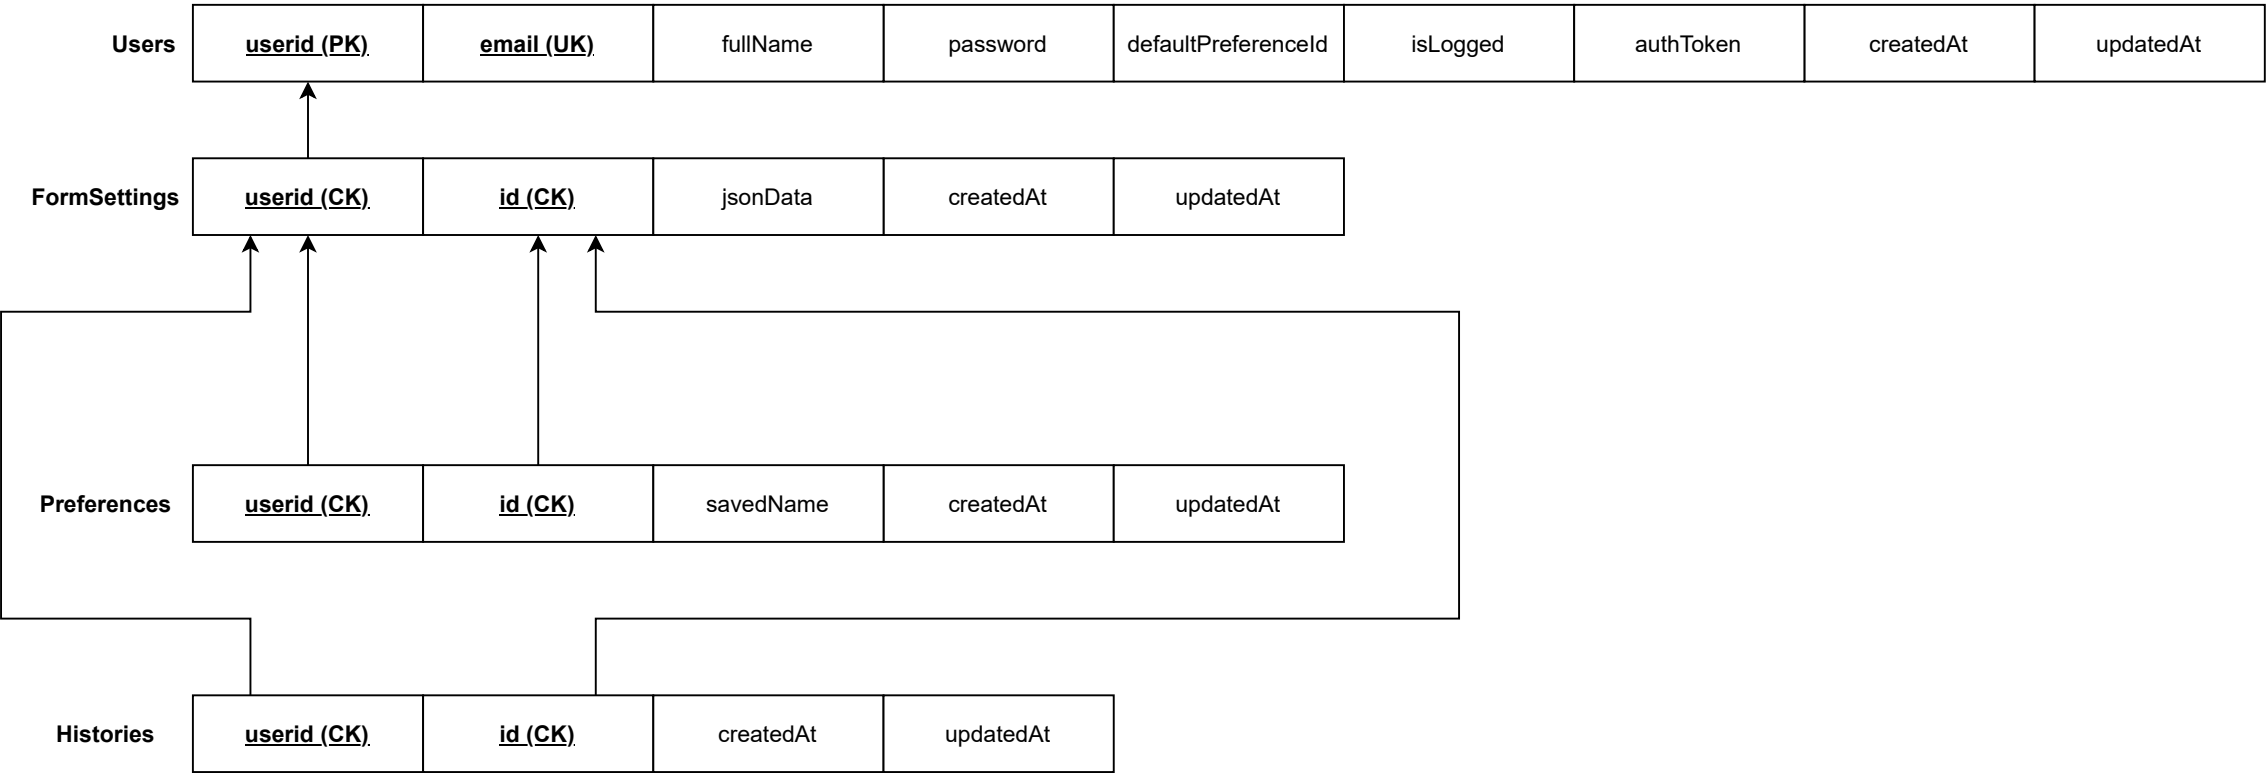 Users userid (PK) email (UK) fullName password defaultPreferenceId isLogged authToken createdAt updatedAt
FormSettings userid (CK) id (CK) jsonData createdAt updatedAt
Preferences userid (CK) id (CK) savedName createdAt updatedAt
Histories userid (CK) id (CK) createdAt updatedAt